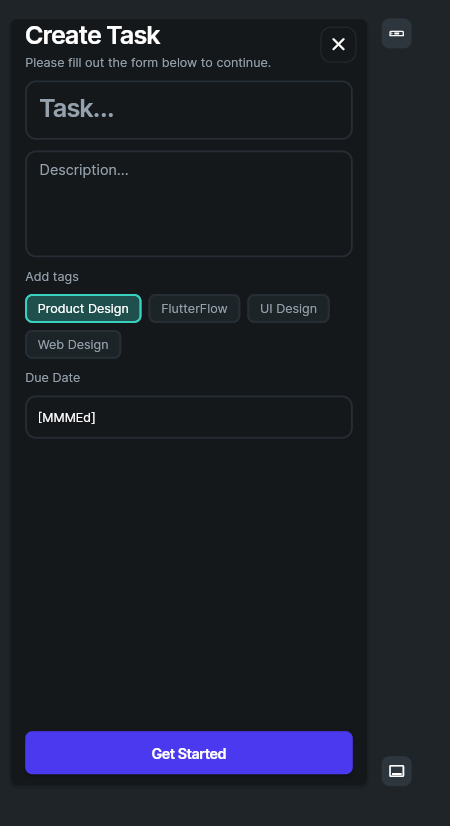 Create Task
Please fill out the form below to continue.
Task...
Description...
Add tags
Product Design FlutterFlow UI Design
Web Design
Due Date
[MMMEd]
Get Started